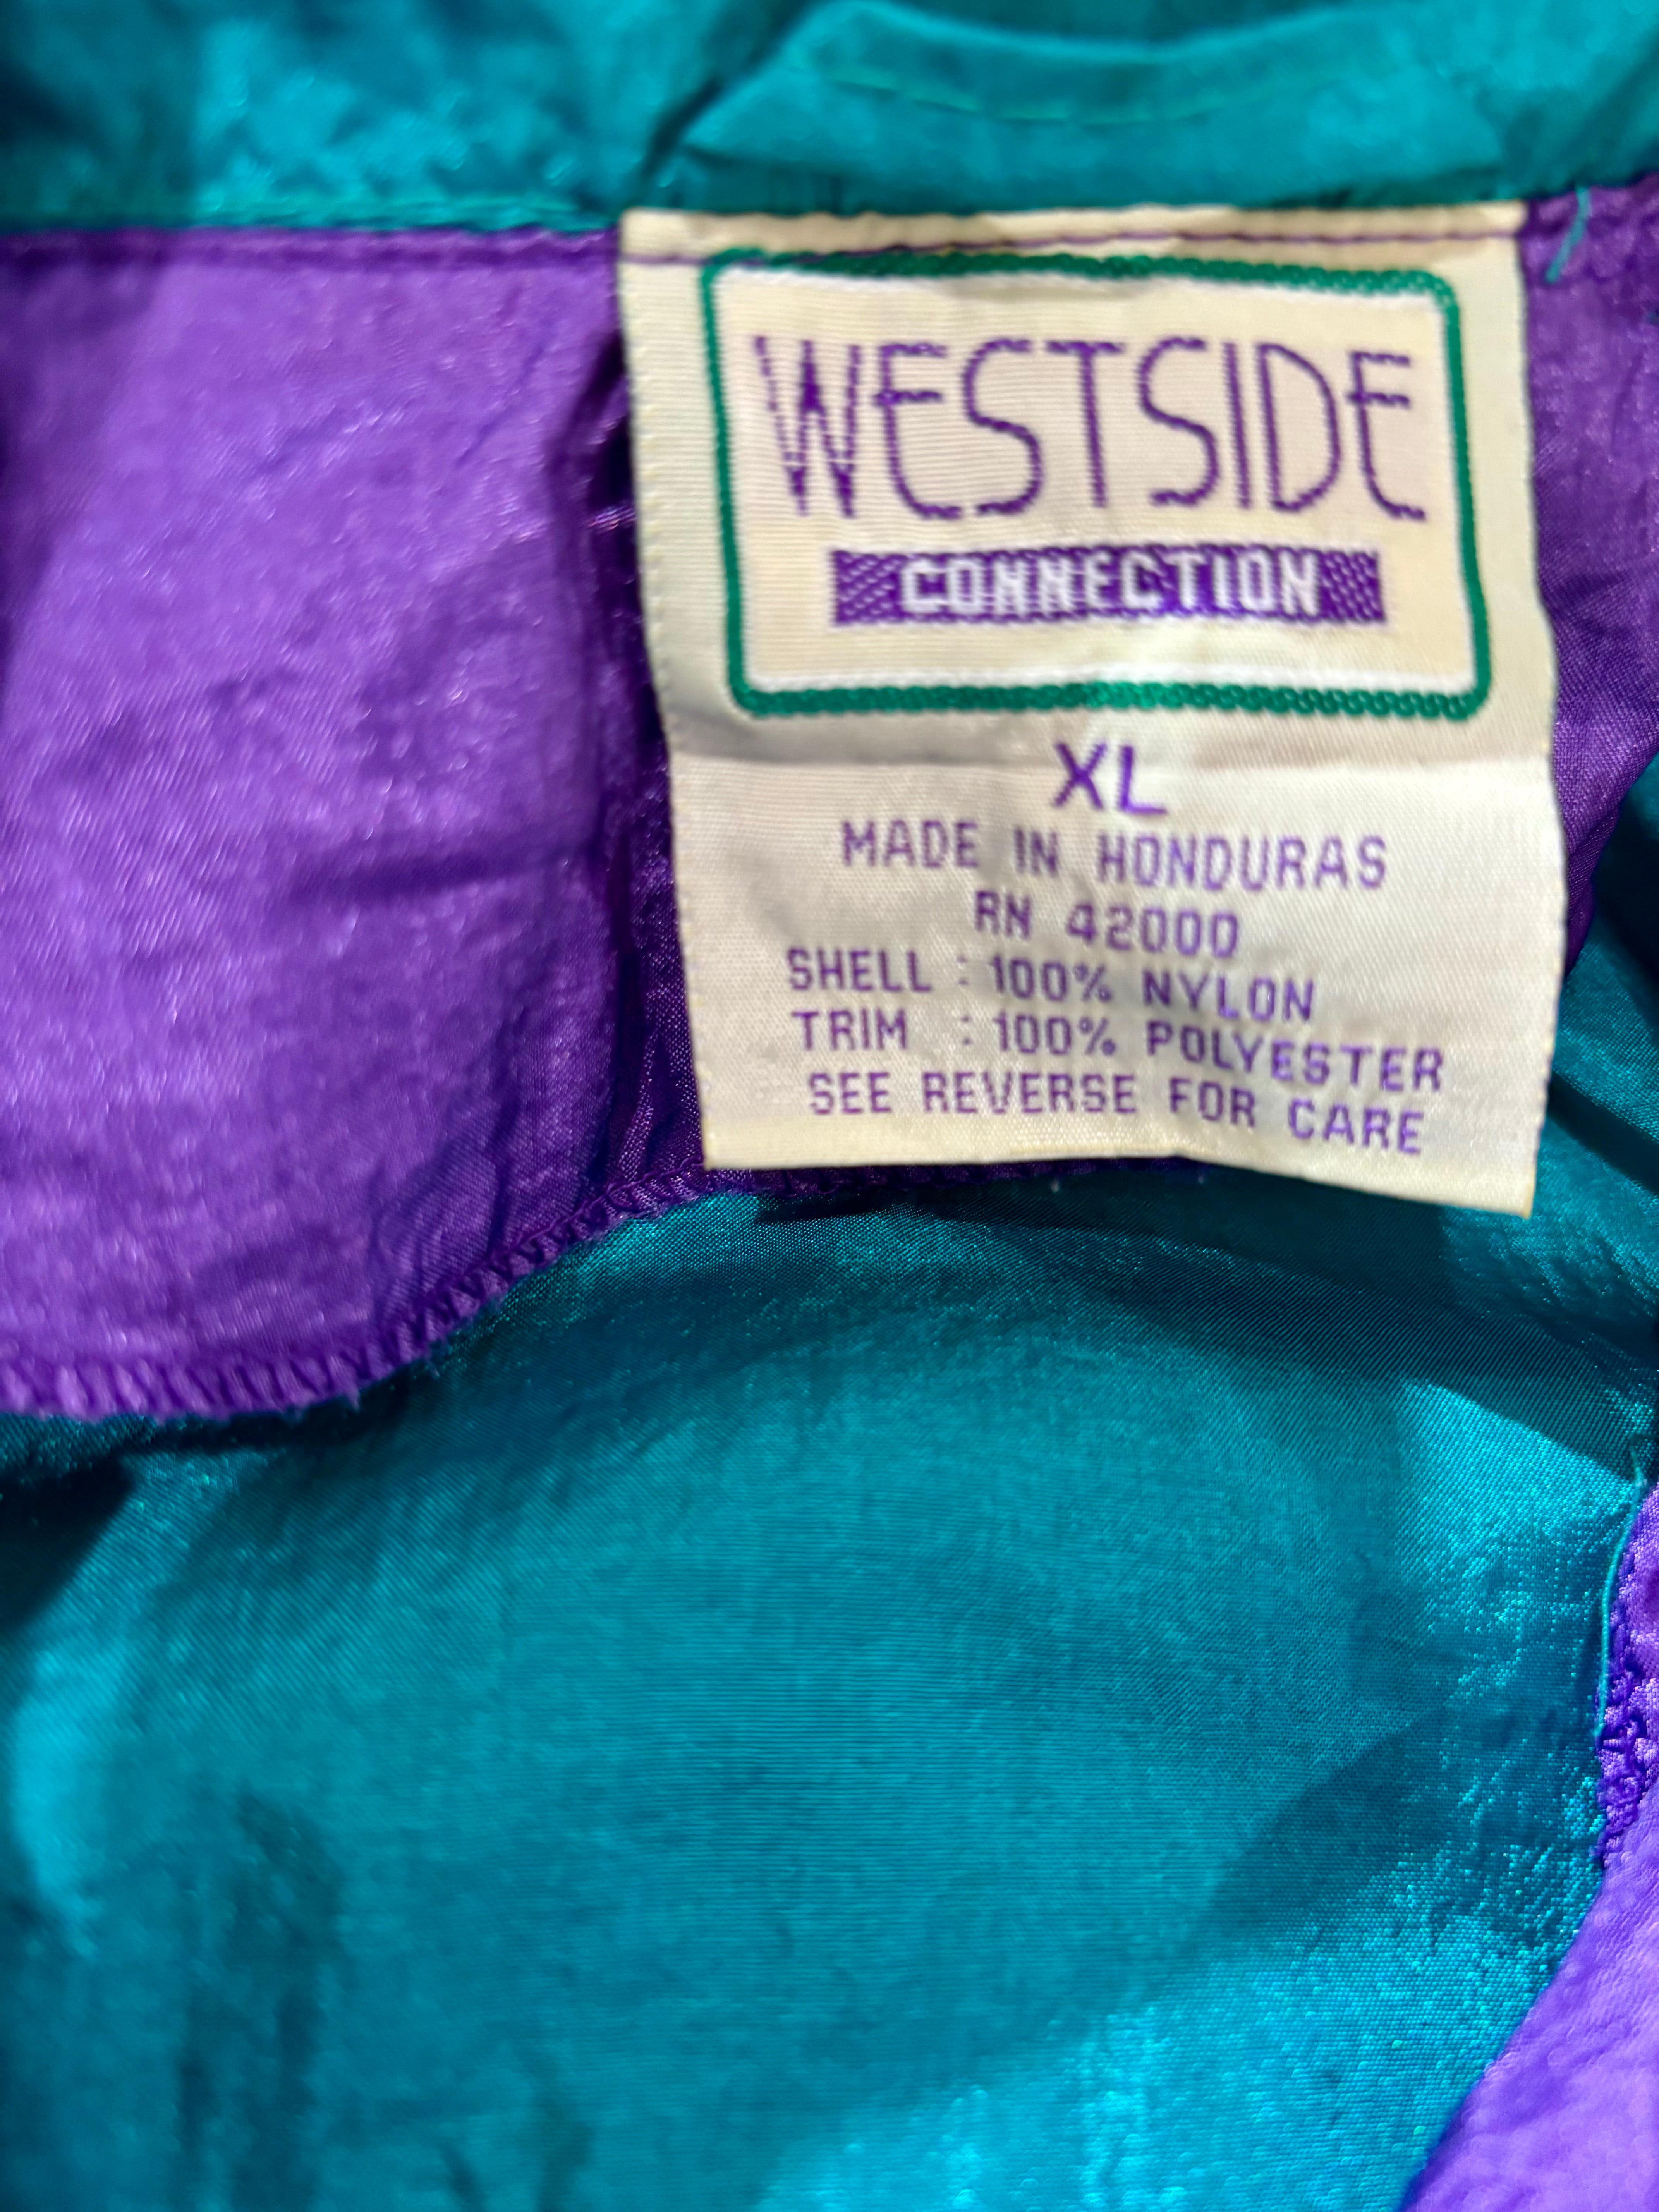 WESTSIDE
CONNECTION
XL
MADE IN HONDURAS
RN 42000
SHELL : 100% NYLON
TRIM : 100% POLYESTER
SEE REVERSE FOR CARE